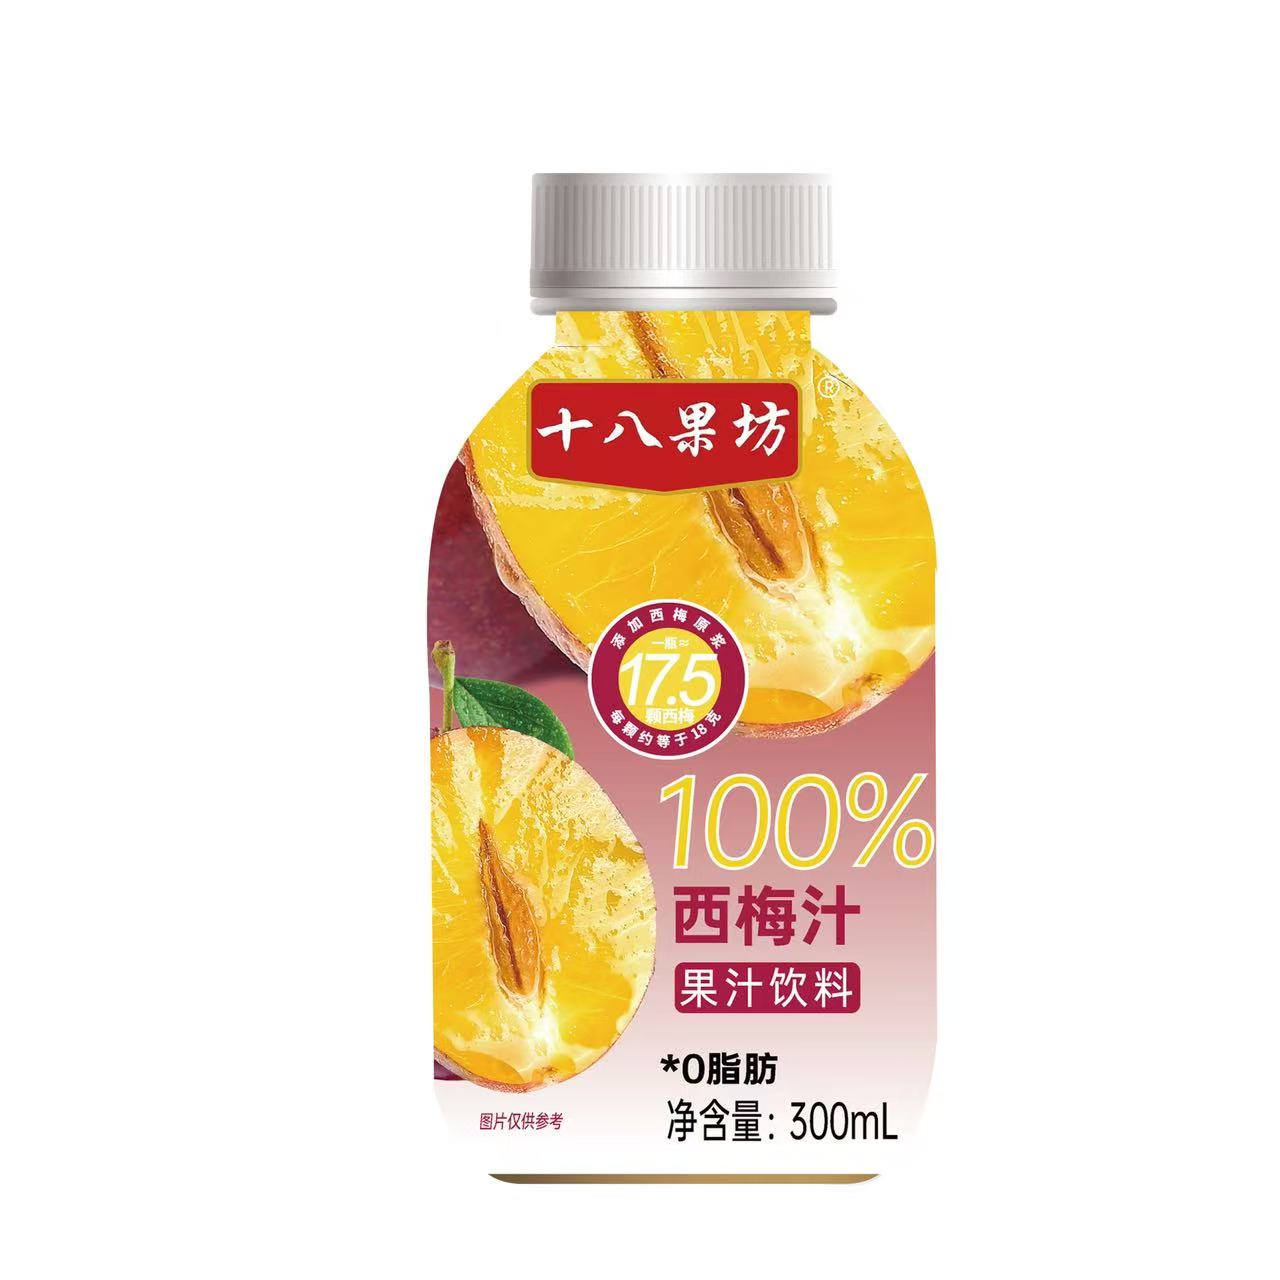 十八果坊
®
添加西梅原浆
一瓶≈
17.5
颗西梅
每颗约等于18克
100%
西梅汁
果汁饮料
*0脂肪
净含量：300mL
图片仅供参考